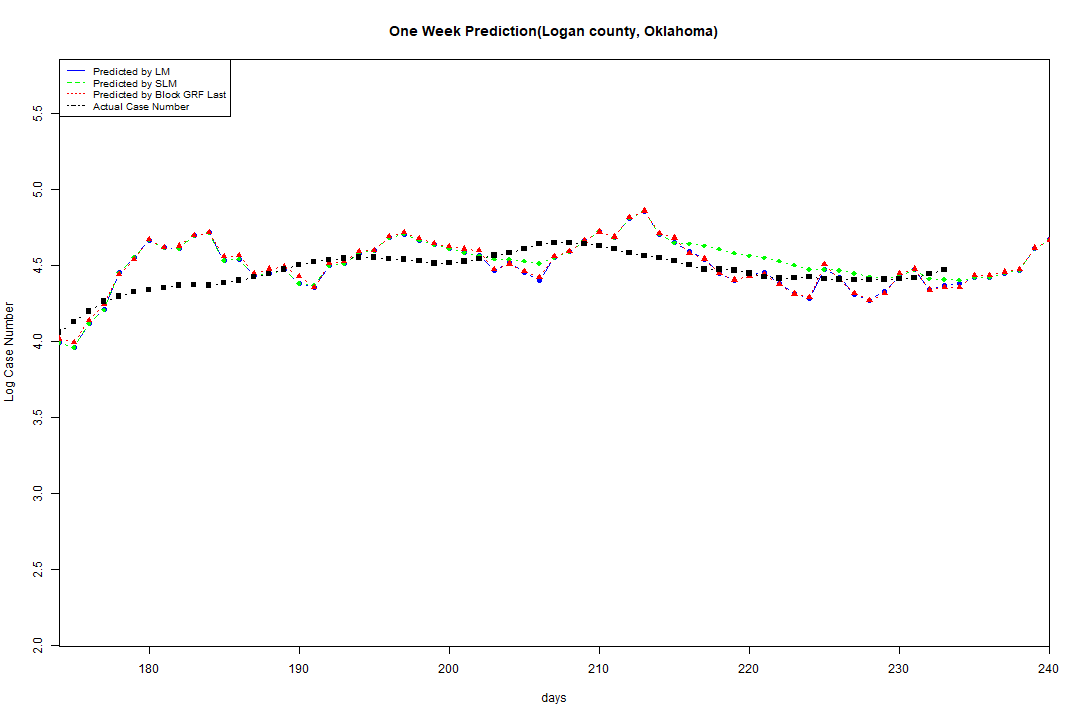 One Week Prediction(Logan county, Oklahoma)
Predicted by LM
Predicted by SLM
Predicted by Block GRF Last
Actual Case Number
5.5
5.0
4.5
4.0
3.5
3.0
2.5
2.0
Log Case Number
180 190 200 210 220 230 240
days